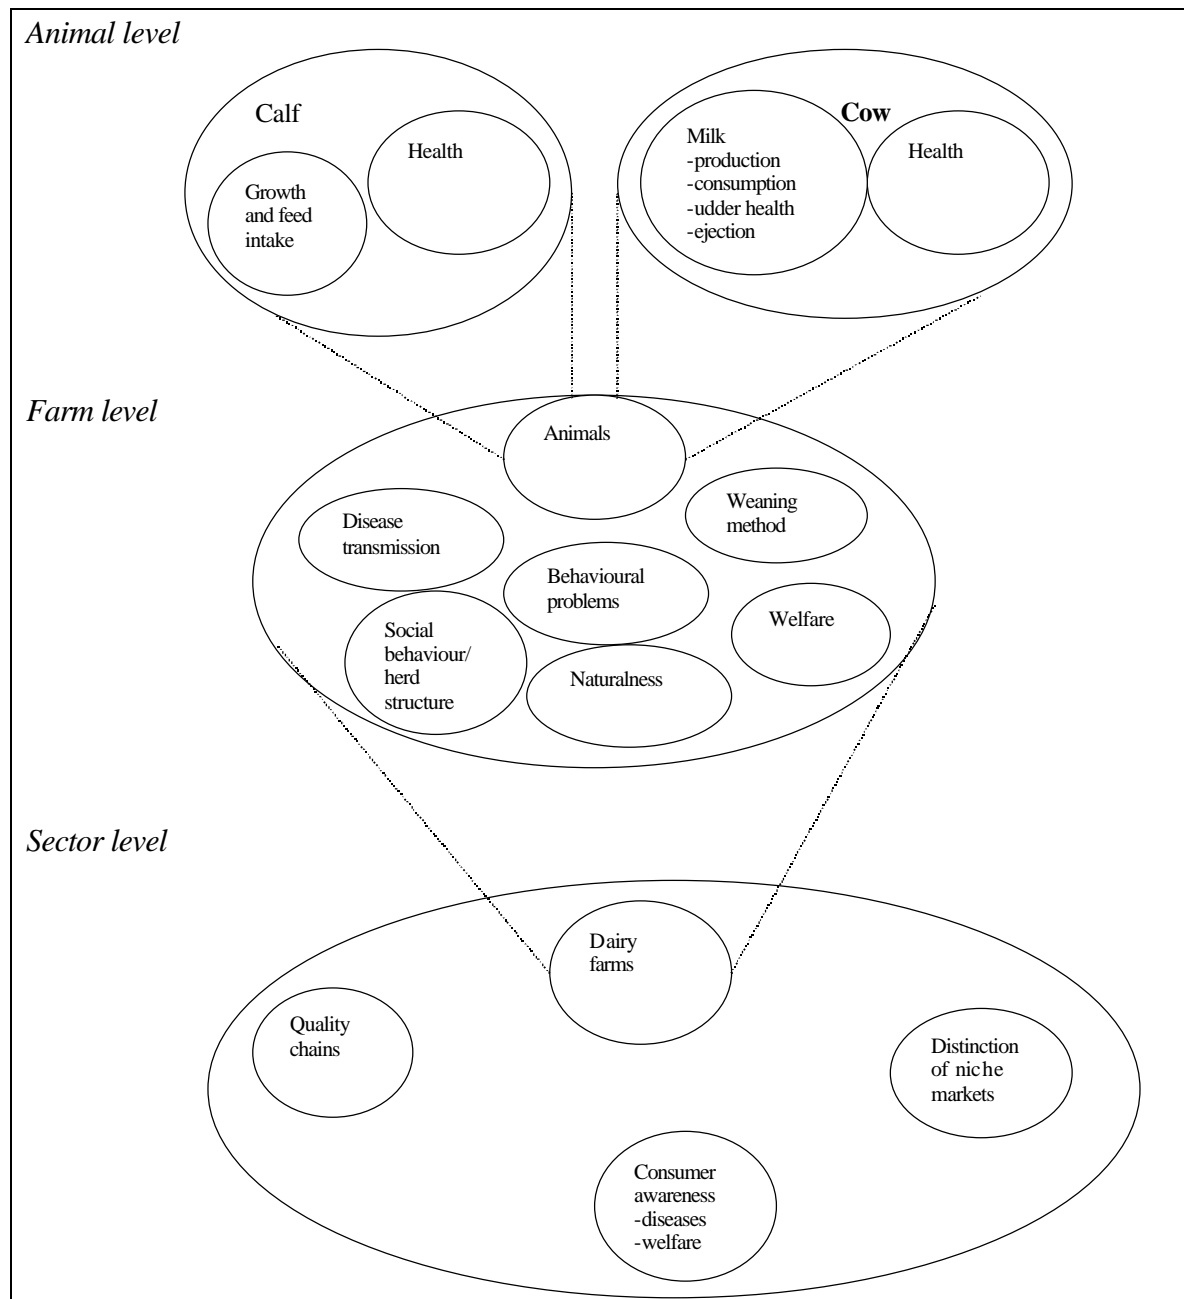 Animal level
Calf
Health
Growth
and feed
intake
Cow
Milk
-production
-consumption
-udder health
-ejection
Health
Farm level
Animals
Weaning
method
Disease
transmission
Behavioural
problems
Welfare
Social
behaviour/
herd
structure
Naturalness
Sector level
Dairy
farms
Quality
chains
Distinction
of niche
markets
Consumer
awareness
-diseases
-welfare